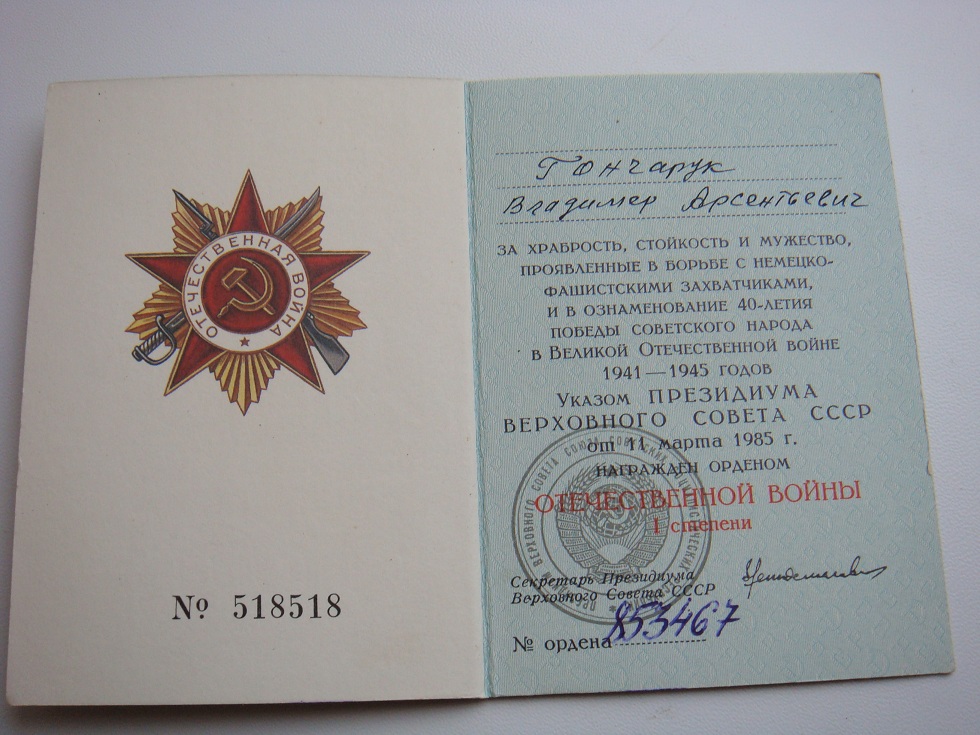 ОТЕЧЕСТВЕННАЯ ВОЙНА
№ 518518
Гончарук
Владимер Арсентьевич
ЗА ХРАБРОСТЬ, СТОЙКОСТЬ И МУЖЕСТВО,
ПРОЯВЛЕННЫЕ В БОРЬБЕ С НЕМЕЦКО-
ФАШИСТСКИМИ ЗАХВАТЧИКАМИ,
И В ОЗНАМЕНОВАНИЕ 40-ЛЕТИЯ
ПОБЕДЫ СОВЕТСКОГО НАРОДА
В ВЕЛИКОЙ ОТЕЧЕСТВЕННОЙ ВОЙНЕ
1941—1945 ГОДОВ
УКАЗОМ ПРЕЗИДИУМА
ВЕРХОВНОГО СОВЕТА СССР
от 11 марта 1985 г.
НАГРАЖДЕН ОРДЕНОМ
ОТЕЧЕСТВЕННОЙ ВОЙНЫ
I степени
Секретарь Президиума
Верховного Совета СССР
№ ордена 853467